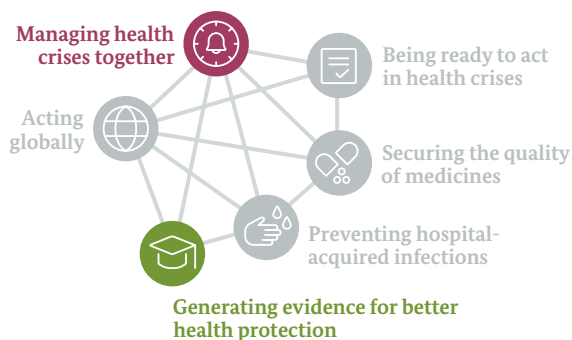 Managing health
crises together
Being ready to act
in health crises
Acting
globally
Securing the quality
of medicines
Preventing hospital-
acquired infections
Generating evidence for better
health protection